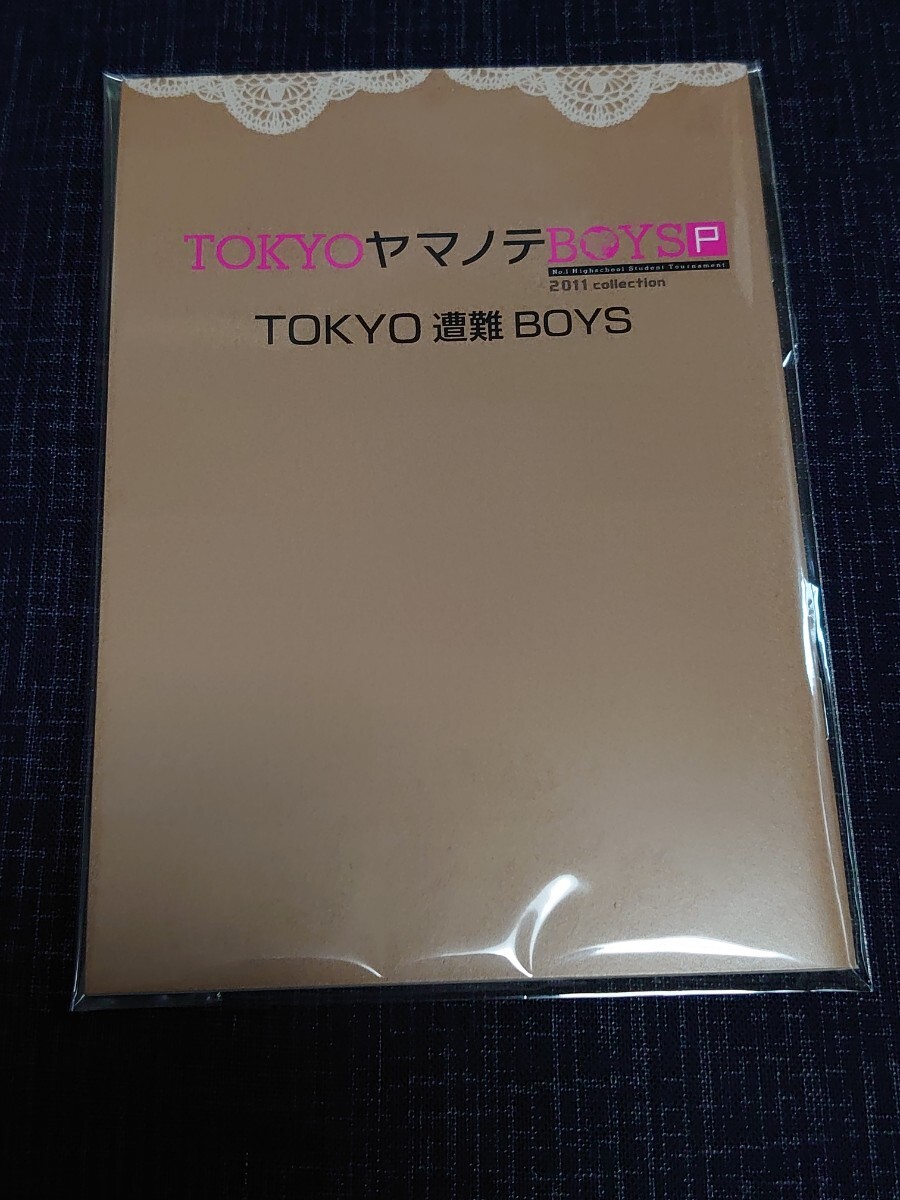 TOKYOヤマノテBOYS P
No.1 Highschool Student Tournament
2011 collection
TOKYO 遭難 BOYS